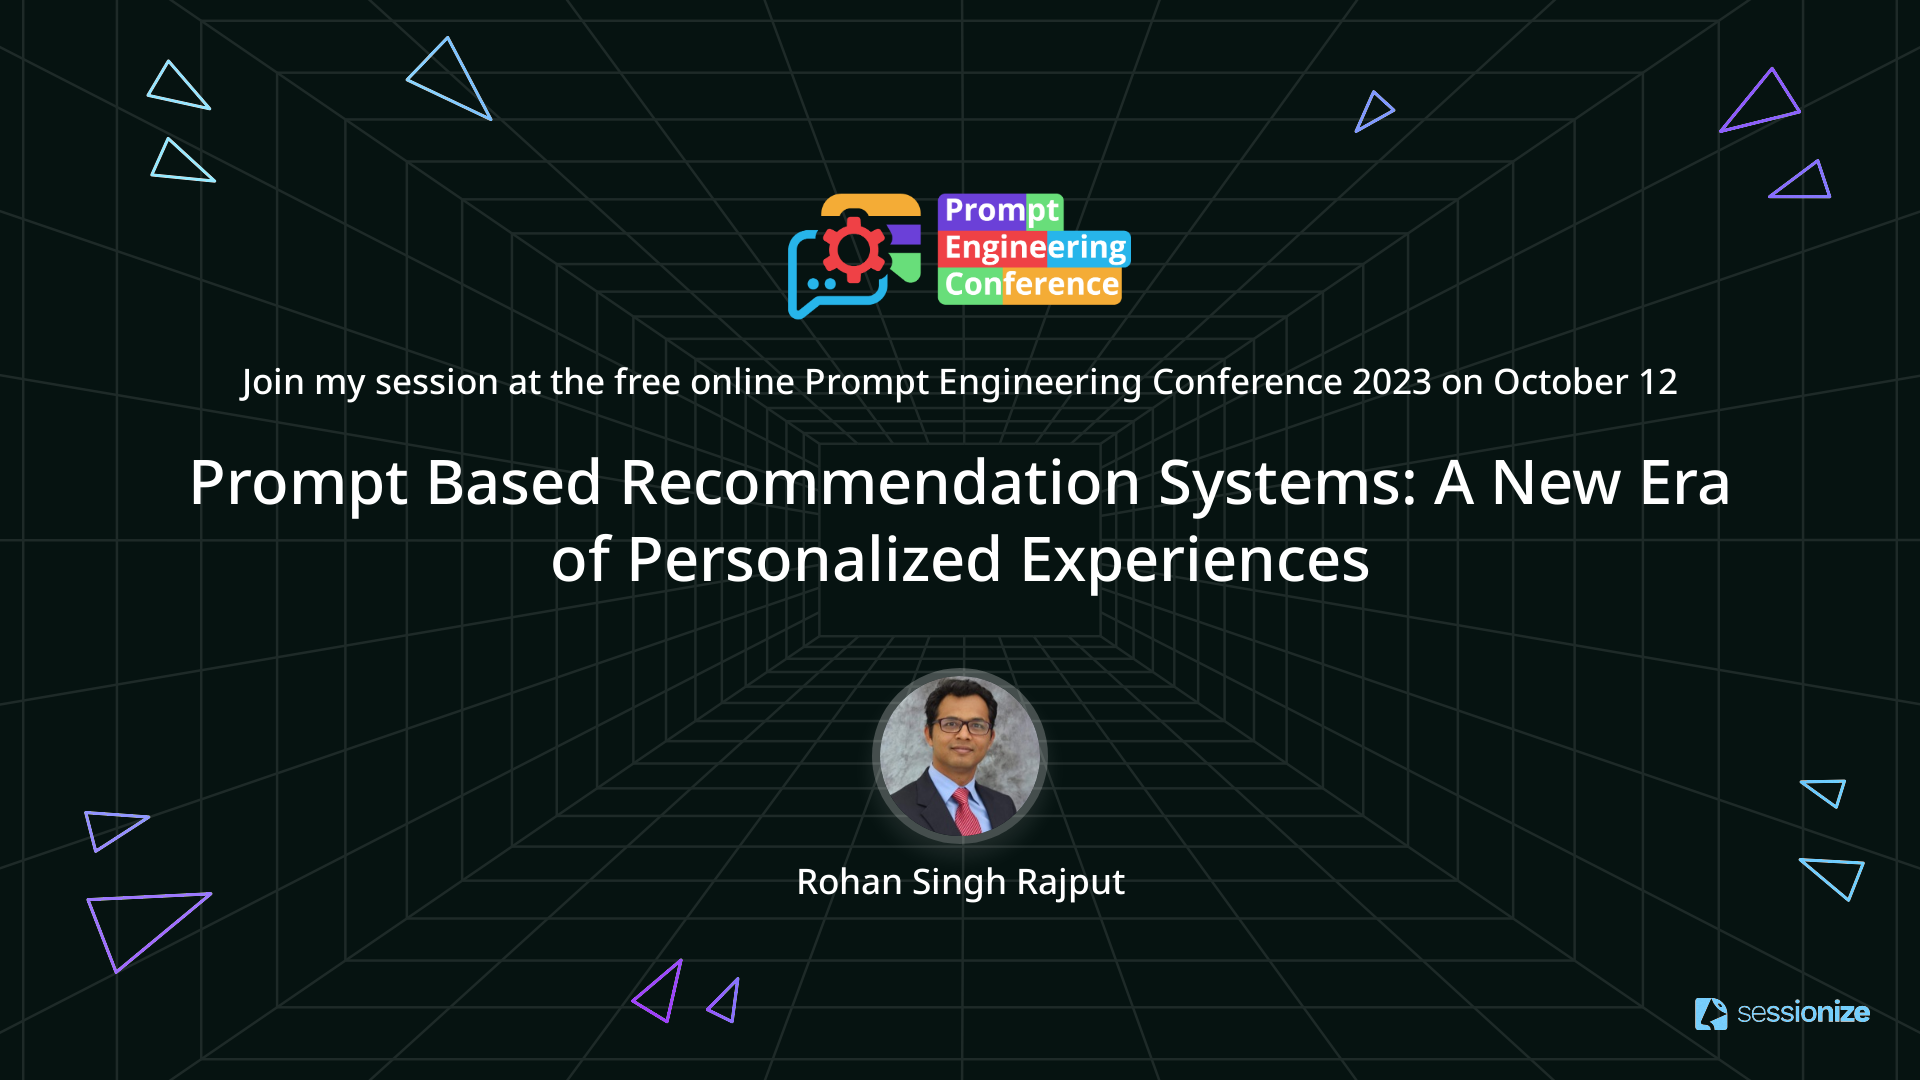 Prompt
Engineering
Conference
Join my session at the free online Prompt Engineering Conference 2023 on October 12
Prompt Based Recommendation Systems: A New Era
of Personalized Experiences
Rohan Singh Rajput
sessionize